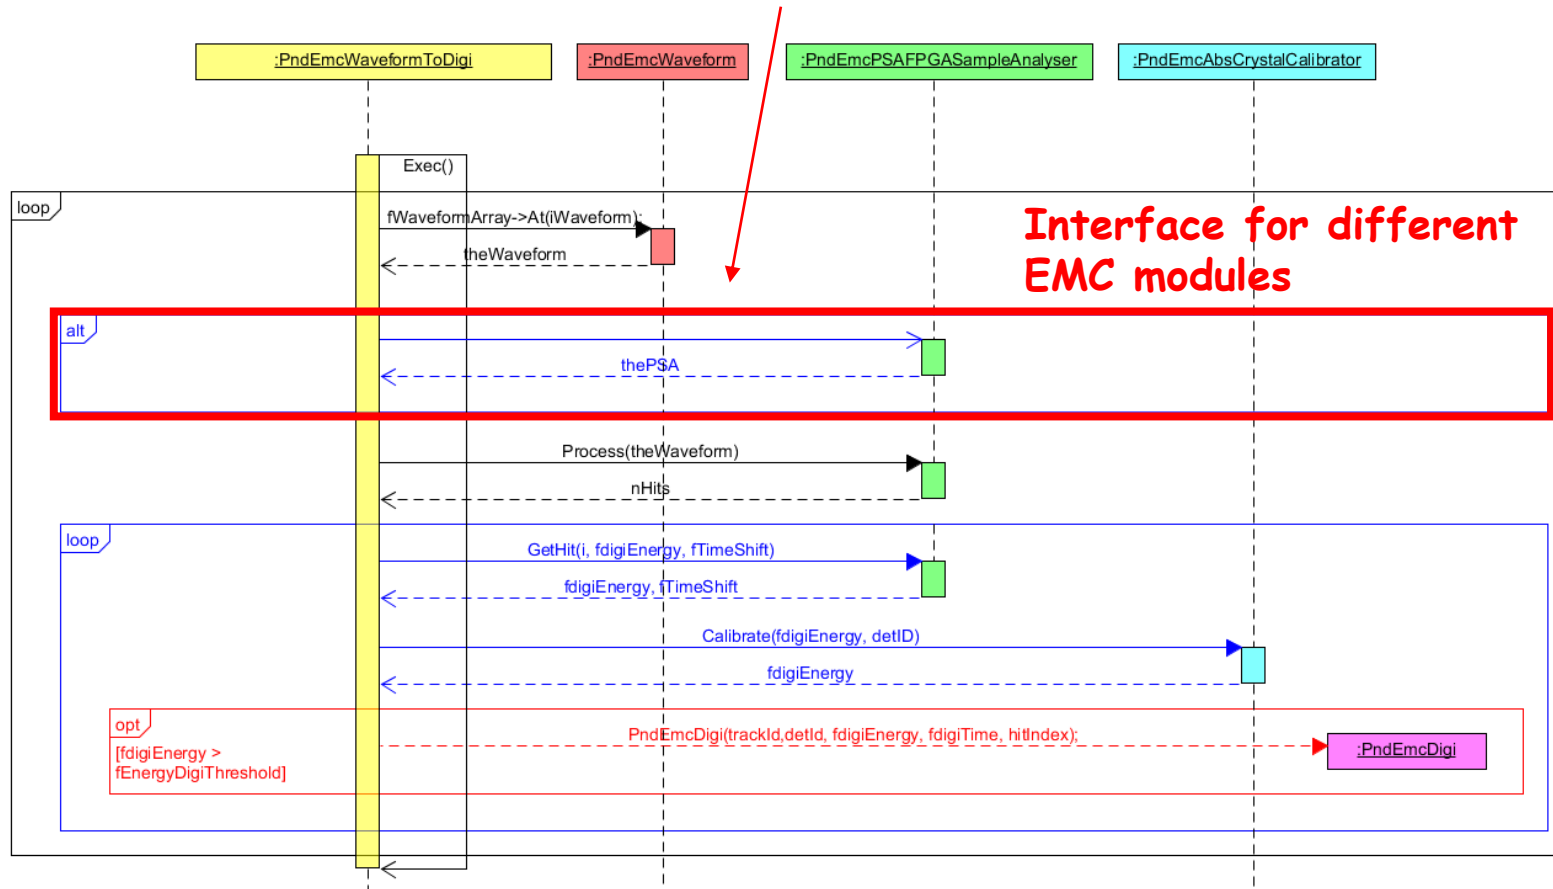 :PndEmcWaveformToDigi
:PndEmcWaveform
:PndEmcPSAFPGASampleAnalyser
:PndEmcAbsCrystalCalibrator
Exec()
loop
fWaveformArray->At(iWaveform);
theWaveform
Interface for different
EMC modules
alt
thePSA
Process(theWaveform)
nHits
loop
GetHit(i, fdigiEnergy, fTimeShift)
fdigiEnergy, fTimeShift
Calibrate(fdigiEnergy, detID)
fdigiEnergy
opt
[fdigiEnergy >
fEnergyDigiThreshold]
PndEmcDigi(trackId,detId, fdigiEnergy, fdigiTime, hitIndex);
:PndEmcDigi